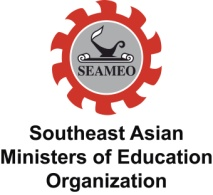 SEAMEO
Southeast Asian
Ministers of Education
Organization